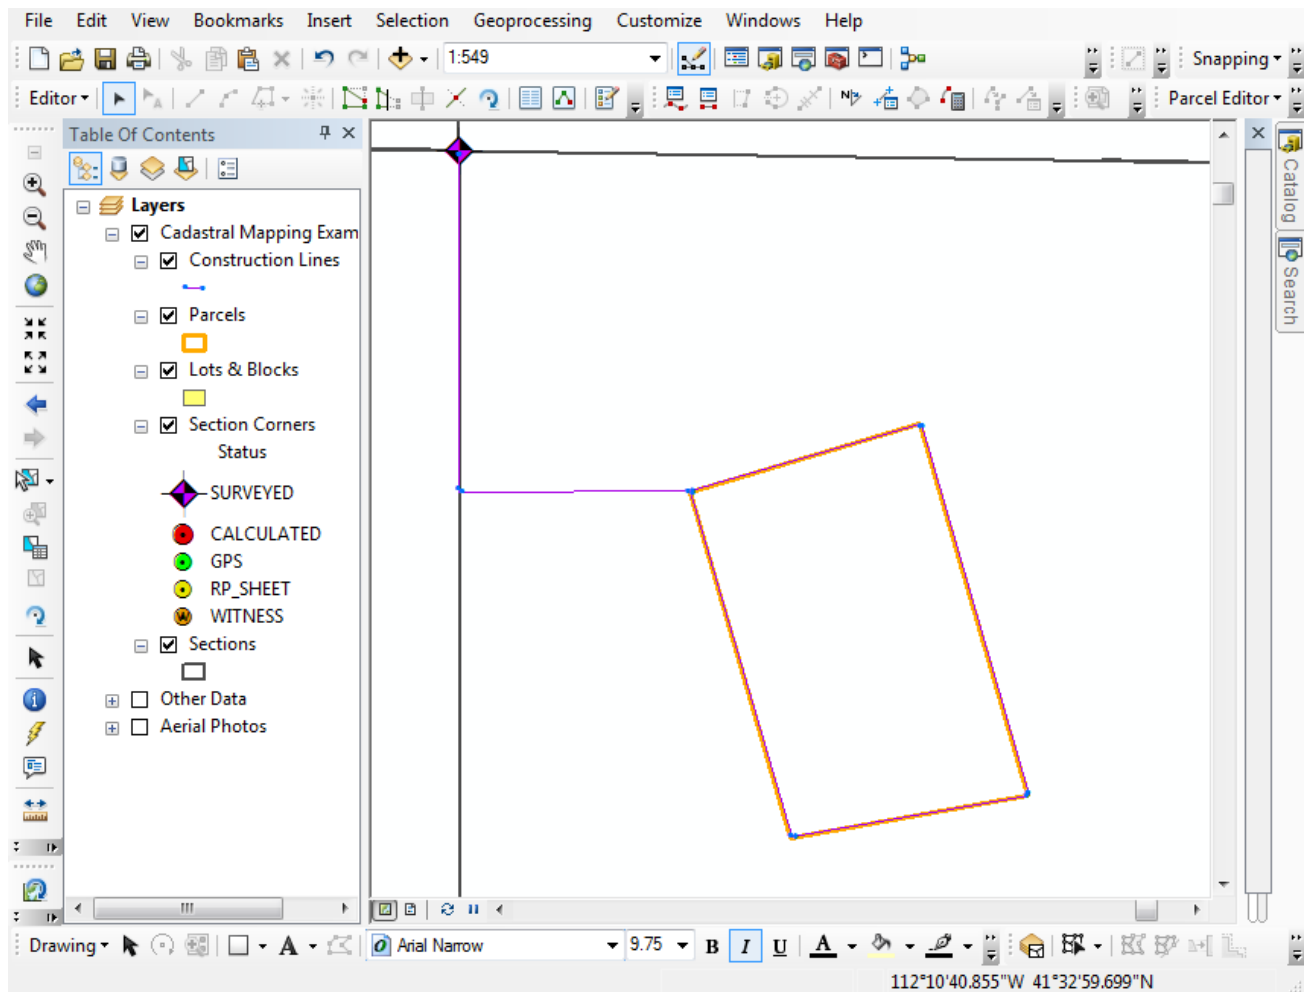 File Edit View Bookmarks Insert Selection Geoprocessing Customize Windows Help
1:549 Snapping
Editor Parcel Editor
Table Of Contents
Layers
Cadastral Mapping Exam
Construction Lines
Parcels
Lots & Blocks
Section Corners
Status
SURVEYED
CALCULATED
GPS
RP_SHEET
WITNESS
Sections
Other Data
Aerial Photos
Catalog
Search
Drawing A Arial Narrow 9.75 B I U A
112°10'40.855"W 41°32'59.699"N